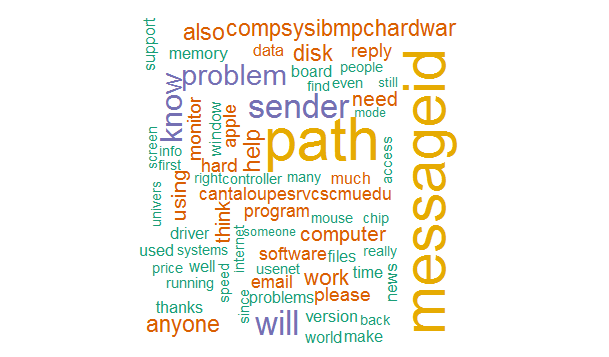 also compsysibmpchardwar
support
memory data disk reply
problem board people
know find even still
monitor window apple sender need
mode
help path messageid
screen info first hard access
rightcontroller many much
using cantaloupesrvcscmuedu
univers think program mouse chip
driver internet someone computer
used systems software files really
price well usenet
running speed email work time news
since problems please
thanks will version back
anyone world make